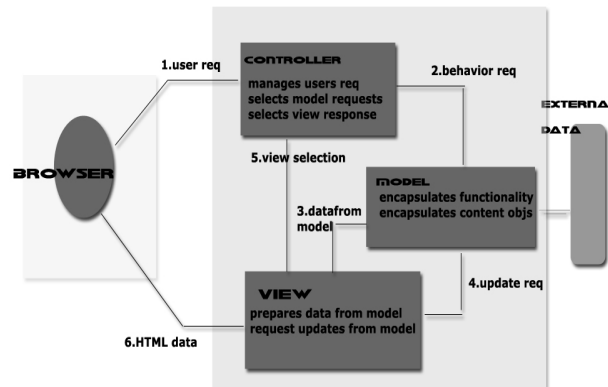 CONTROLLER
1.user req
manages users req
selects model requests
selects view response
2.behavior req
EXTERNA
DATA
BROWSER
5.view selection
MODEL
encapsulates functionality
encapsulates content objs
3.datafrom
model
VIEW
prepares data from model
request updates from model
4.update req
6.HTML data